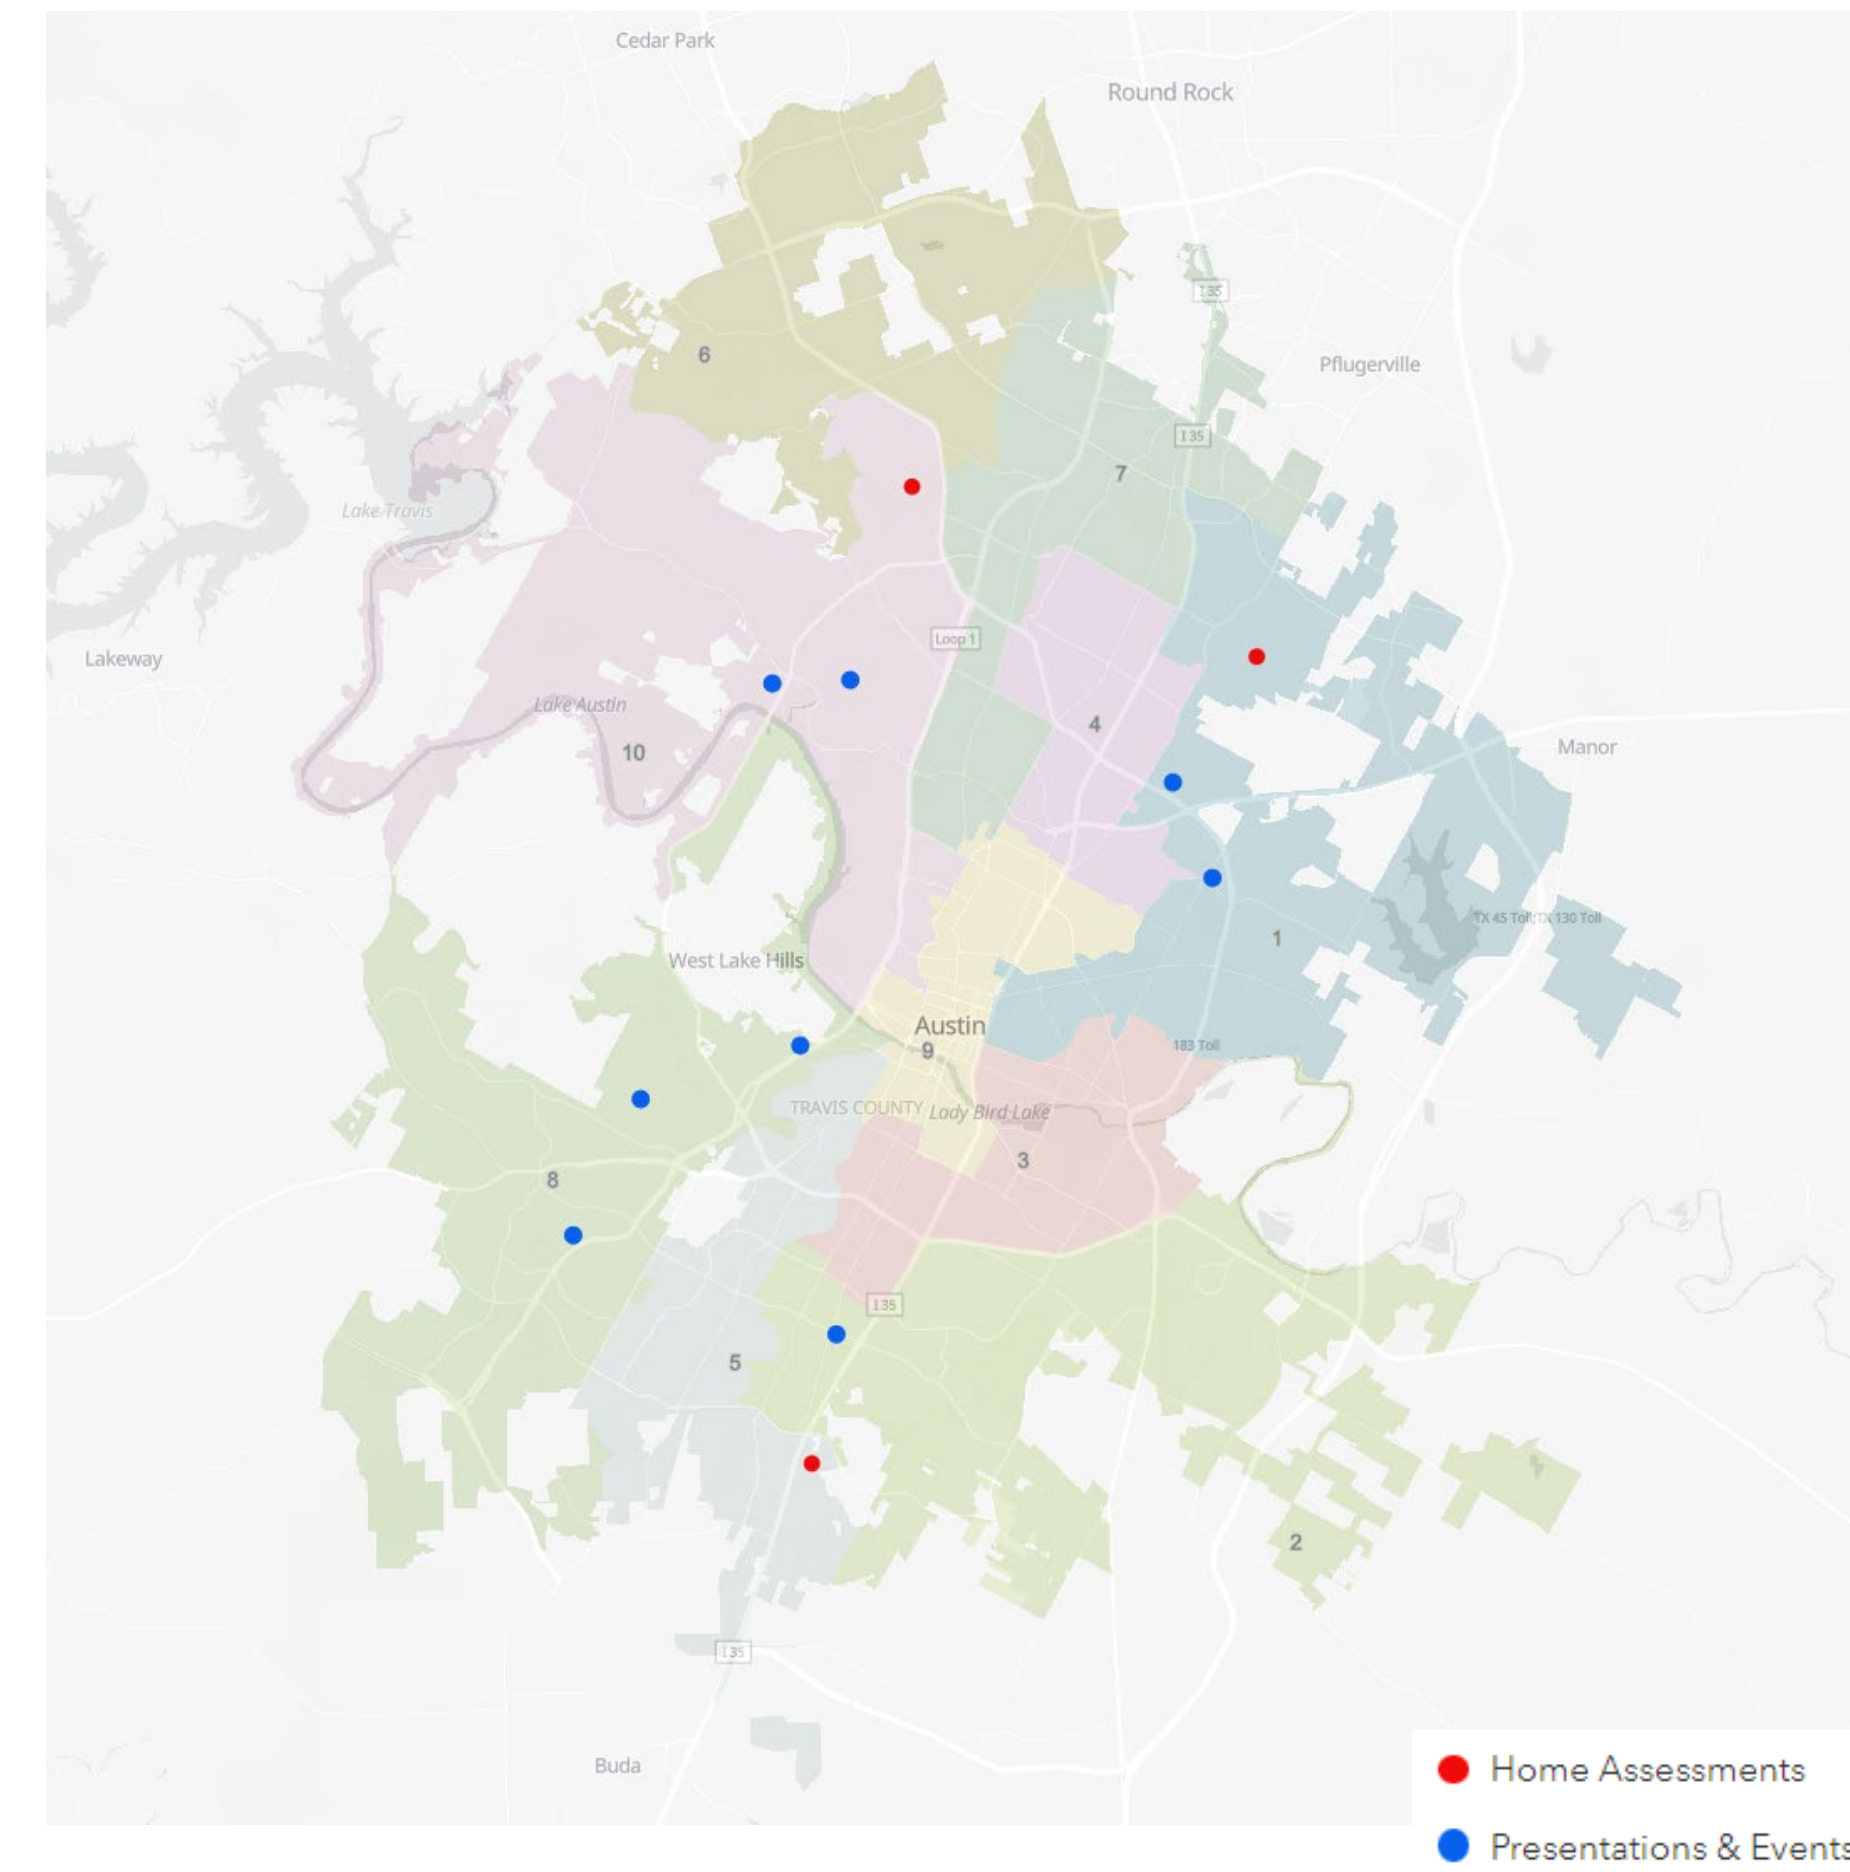 Cedar Park
Round Rock
I 35
6
Pflugerville
I 35
7
Lake Travis
Loop 1
Lakeway
Lake Austin
4
10
Manor
TX 45 Toll;TX 130 Toll
1
West Lake Hills
Austin
183 Toll
9
TRAVIS COUNTY
Lady Bird Lake
3
8
I 35
5
2
I 35
Buda
Home Assessments
Presentations & Events